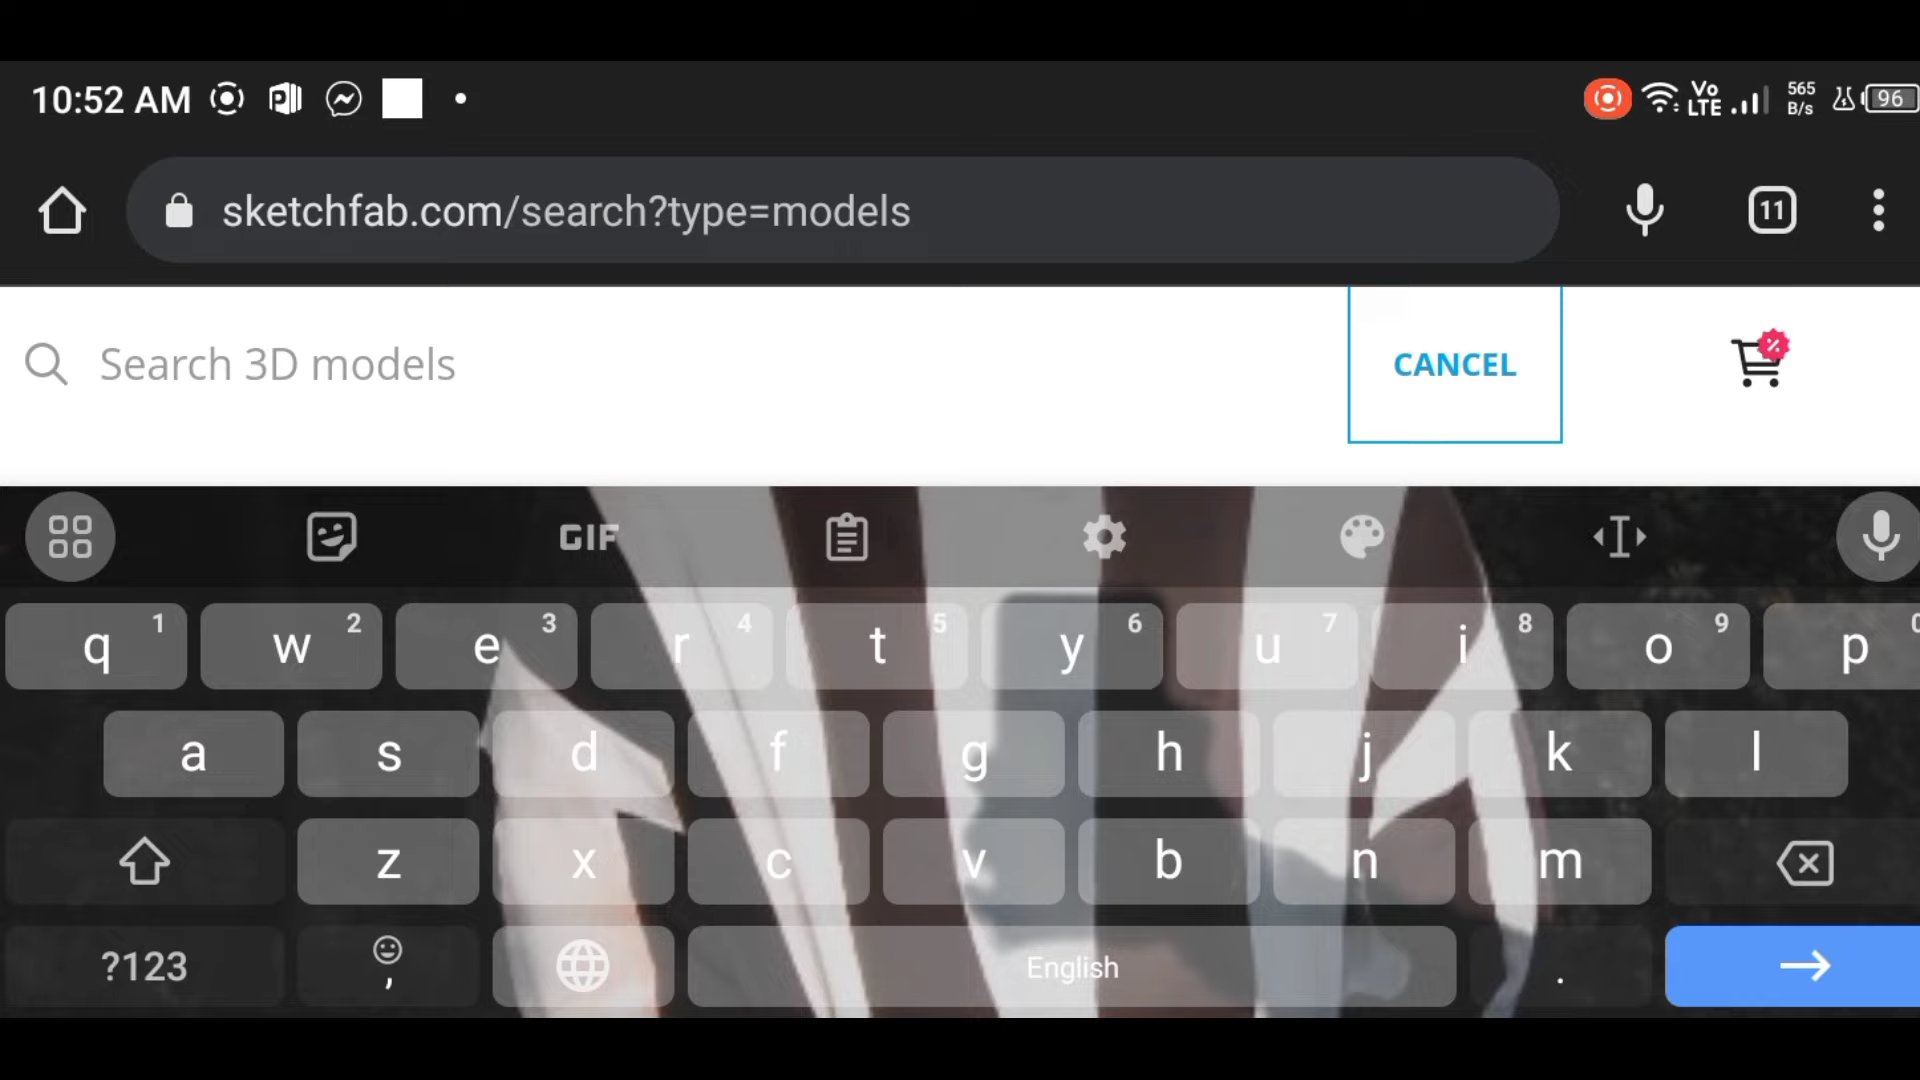 10:52 AM
Vo LTE 565 B/s 96
sketchfab.com/search?type=models 11
Search 3D models CANCEL %
GIF
q 1 w 2 e 3 r 4 t 5 y 6 u 7 i 8 o 9 p 0
a s d f g h j k l
z x c v b n m
?123 , English .